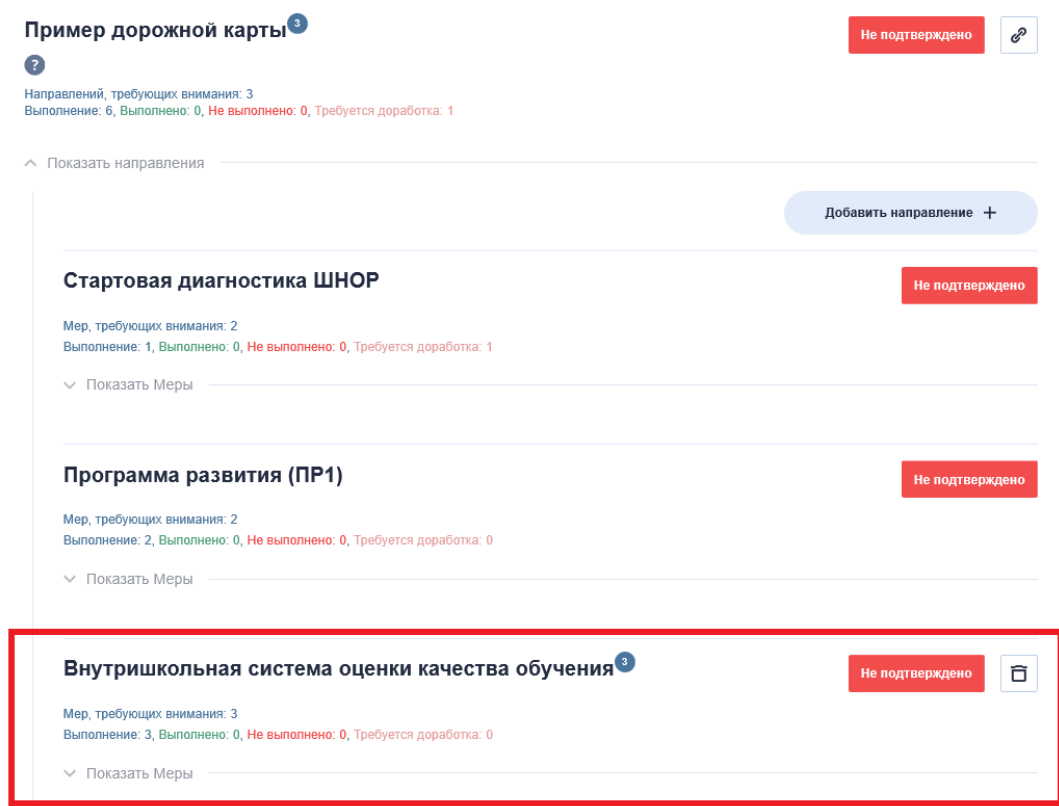 Пример дорожной карты 3
Не подтверждено
?
Направлений, требующих внимания: 3
Выполнение: 6, Выполнено: 0, Не выполнено: 0, Требуется доработка: 1
Показать направления
Добавить направление +
Стартовая диагностика ШНОР
Не подтверждено
Мер, требующих внимания: 2
Выполнение: 1, Выполнено: 0, Не выполнено: 0, Требуется доработка: 1
Показать Меры
Программа развития (ПР1)
Не подтверждено
Мер, требующих внимания: 2
Выполнение: 2, Выполнено: 0, Не выполнено: 0, Требуется доработка: 0
Показать Меры
Внутришкольная система оценки качества обучения 3
Не подтверждено
Мер, требующих внимания: 3
Выполнение: 3, Выполнено: 0, Не выполнено: 0, Требуется доработка: 0
Показать Меры